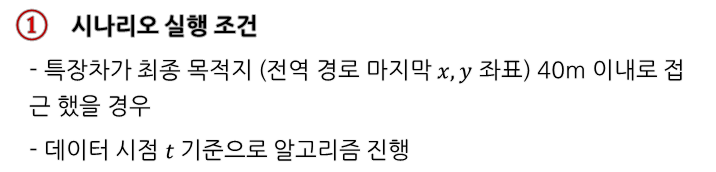 ① 시나리오 실행 조건
- 특장차가 최종 목적지 (전역 경로 마지막 x, y 좌표) 40m 이내로 접
근 했을 경우
- 데이터 시점 t 기준으로 알고리즘 진행